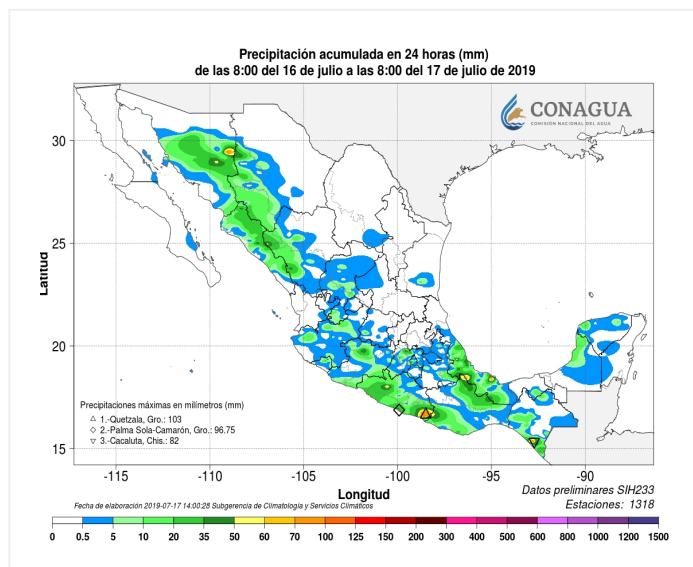 Precipitación acumulada en 24 horas (mm)
de las 8:00 del 16 de julio a las 8:00 del 17 de julio de 2019
CONAGUA
COMISIÓN NACIONAL DEL AGUA
30
25
20
15
Latitud
Precipitaciones máximas en milímetros (mm)
1.-Quetzala, Gro.: 103
2.-Palma Sola-Camarón, Gro.: 96.75
3.-Cacaluta, Chis.: 82
-115 -110 -105 -100 -95 -90
Longitud
Datos preliminares SIH233
Fecha de elaboración 2019-07-17 14:00:28 Subgerencia de Climatología y Servicios Climáticos
Estaciones: 1318
0 0.5 5 10 20 35 50 60 70 100 125 150 200 300 400 500 600 800 1000 1200 1500